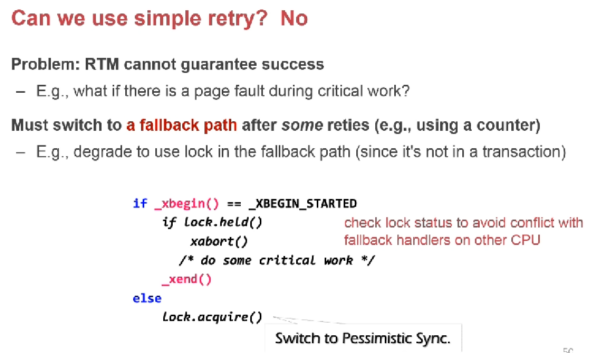 Can we use simple retry? No
Problem: RTM cannot guarantee success
– E.g., what if there is a page fault during critical work?
Must switch to a fallback path after some reties (e.g., using a counter)
– E.g., degrade to use lock in the fallback path (since it's not in a transaction)
if _xbegin() == _XBEGIN_STARTED
if lock.held()
check lock status to avoid conflict with
xabort()
fallback handlers on other CPU
/* do some critical work */
_xend()
else
lock.acquire()
Switch to Pessimistic Sync.